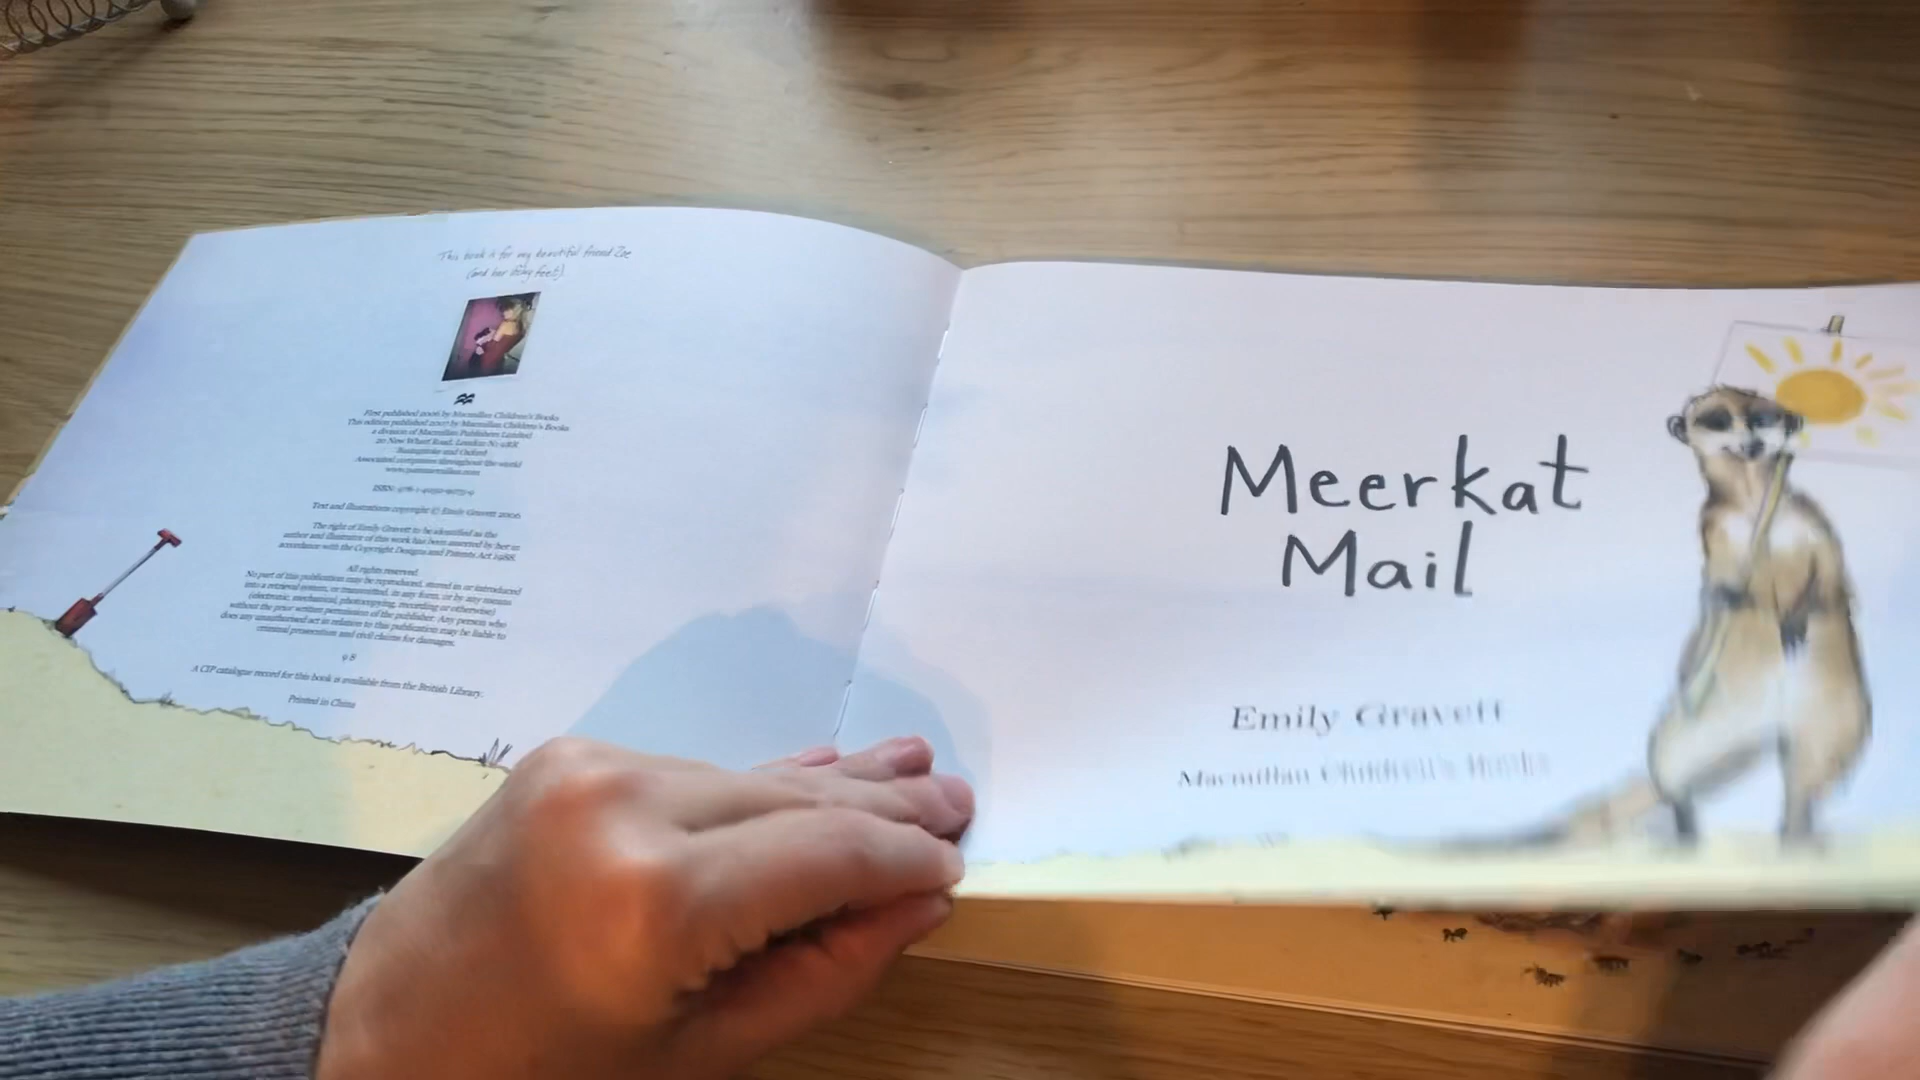 This book is for my beautiful friend Zoe
(and her itchy feet)
First published 2006 by Macmillan Children's Books
This edition published 2007 by Macmillan Children's Books
a division of Macmillan Publishers Limited
20 New Wharf Road, London N1 9RR
Basingstoke and Oxford
Associated companies throughout the world
www.panmacmillan.com
ISBN:
Text and illustrations copyright © Emily Gravett 2006
The right of Emily Gravett to be identified as the
author and illustrator of this work has been asserted by her in
accordance with the Copyright Designs and Patents Act 1988.
All rights reserved.
No part of this publication may be reproduced, stored in or introduced
into a retrieval system, or transmitted, in any form, or by any means
(electronic, mechanical, photocopying, recording or otherwise)
without the prior written permission of the publisher. Any person who
does any unauthorised act in relation to this publication may be liable to
criminal prosecution and civil claims for damages.
9 8
A CIP catalogue record for this book is available from the British Library.
Printed in China
Meerkat
Mail
Emily Gravett
Macmillan Children's Books